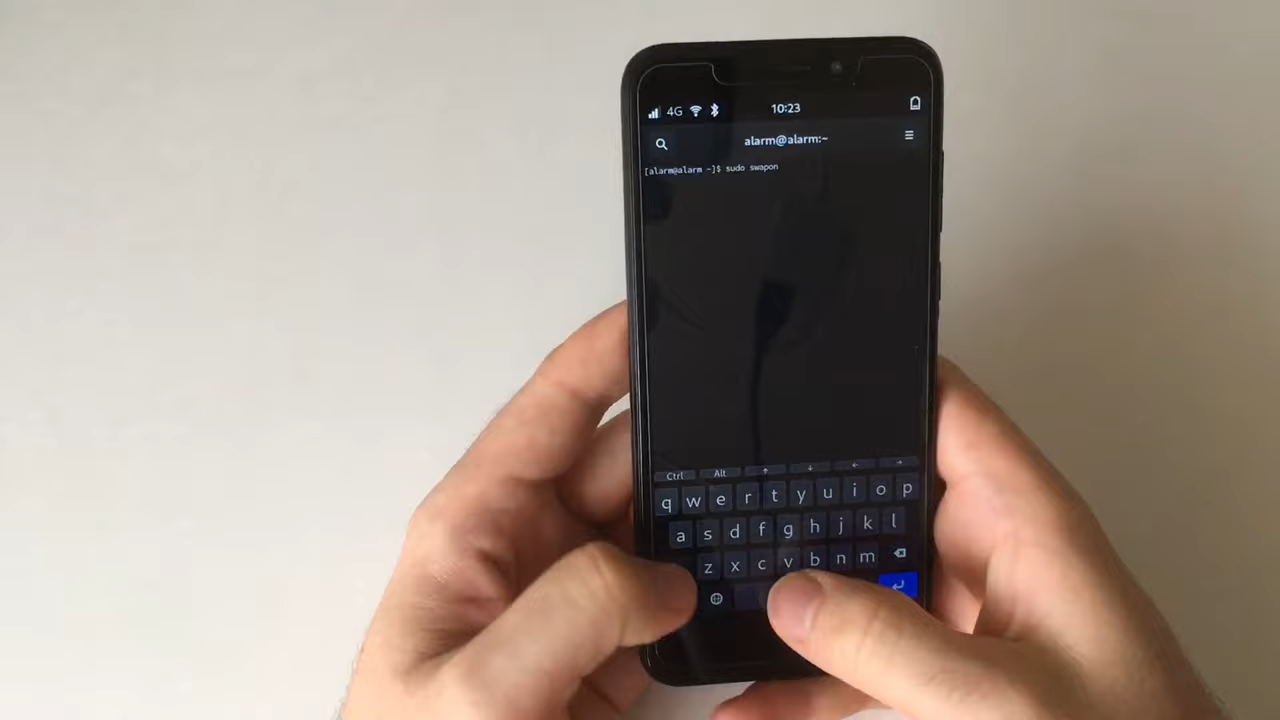 4G 10:23
alarm@alarm:~
[alarm@alarm ~]$ sudo swapon
Ctrl Alt ↑ ↓ ← →
q w e r t y u i o p
a s d f g h j k l
z x c v b n m